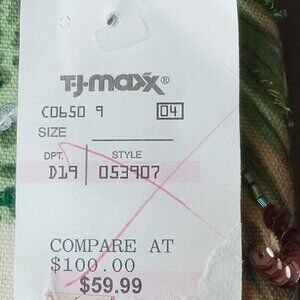 T·J·maxx®
C0650 9 04
SIZE
DPT. STYLE
D19 053907
COMPARE AT
$100.00
$59.99